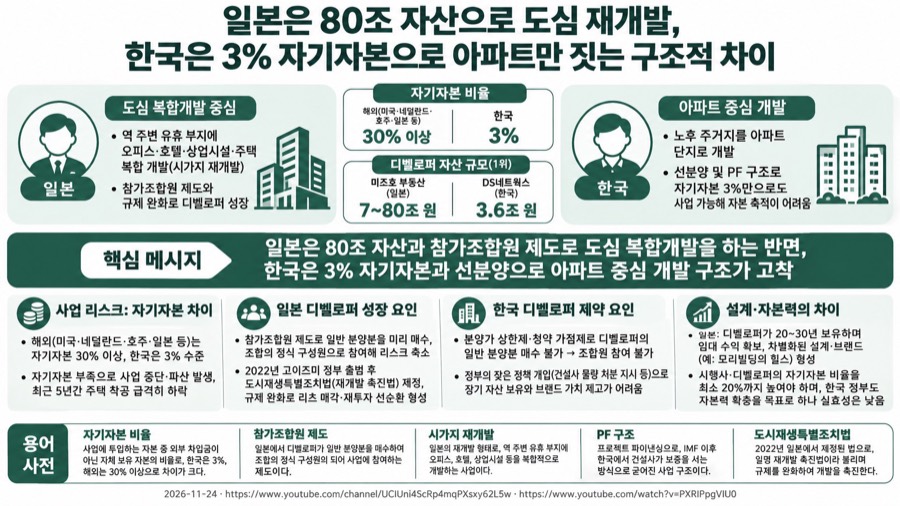 일본은 80조 자산으로 도심 재개발,
한국은 3% 자기자본으로 아파트만 짓는 구조적 차이
일본
도심 복합개발 중심
• 역 주변 유휴 부지에
오피스·호텔·상업시설·주택
복합 개발(시가지 재개발)
• 참가조합원 제도와
규제 완화로 디벨로퍼 성장
자기자본 비율
해외(미국·네덜란드·
호주·일본 등)
30% 이상
한국
3%
디벨로퍼 자산 규모(1위)
미조호 부동산
(일본)
7~80조 원
DS네트웍스
(한국)
3.6조 원
한국
아파트 중심 개발
• 노후 주거지를 아파트
단지로 개발
• 선분양 및 PF 구조로
자기자본 3%만으로도
사업 가능해 자본 축적이 어려움
핵심 메시지
일본은 80조 자산과 참가조합원 제도로 도심 복합개발을 하는 반면,
한국은 3% 자기자본과 선분양으로 아파트 중심 개발 구조가 고착
사업 리스크: 자기자본 차이
• 해외(미국·네덜란드·호주·일본 등)는
자기자본 30% 이상, 한국은 3% 수준
• 자기자본 부족으로 사업 중단·파산 발생,
최근 5년간 주택 착공 급격히 하락
일본 디벨로퍼 성장 요인
• 참가조합원 제도로 일반 분양분을 미리 매수,
조합의 정식 구성원으로 참여해 리스크 축소
• 2022년 고이즈미 정부 출범 후
도시재생특별조치법(재개발 촉진법) 제정,
규제 완화로 리츠 매각·재투자 선순환 형성
한국 디벨로퍼 제약 요인
• 분양가 상한제·청약 가점제로 디벨로퍼의
일반 분양분 매수 불가 → 조합원 참여 불가
• 정부의 잦은 정책 개입(건설사 물량 처분 지시 등)으로
장기 자산 보유와 브랜드 가치 제고가 어려움
설계·자본력의 차이
• 일본: 디벨로퍼가 20~30년 보유하며
임대 수익 확보, 차별화된 설계·브랜드
(예: 모리빌딩의 힐스) 형성
• 시행사·디벨로퍼의 자기자본 비율을
최소 20%까지 높여야 하며, 한국 정부도
자본력 확충을 목표로 하나 실효성은 낮음
용어
사전
자기자본 비율
사업에 투입하는 자본 중 외부 차입금이
아닌 자체 보유 자본의 비율로, 한국은 3%,
해외는 30% 이상으로 차이가 크다.
참가조합원 제도
일본에서 디벨로퍼가 일반 분양분을 매수하여
조합의 정식 구성원이 되어 사업에 참여하는
제도이다.
시가지 재개발
일본의 재개발 형태로, 역 주변 유휴 부지에
오피스, 호텔, 상업시설 등을 복합적으로
개발하는 사업이다.
PF 구조
프로젝트 파이낸싱으로, IMF 이후
한국에서 건설사가 보증을 서는
방식으로 굳어진 사업 구조이다.
도시재생특별조치법
2022년 일본에서 제정된 법으로,
일명 재개발 촉진법이라 불리며
규제를 완화하여 개발을 촉진한다.
2026-11-24 · https://www.youtube.com/channel/UCIUni4ScRp4mqPXsxy62L5w · https://www.youtube.com/watch?v=PXRIPpgVIU0